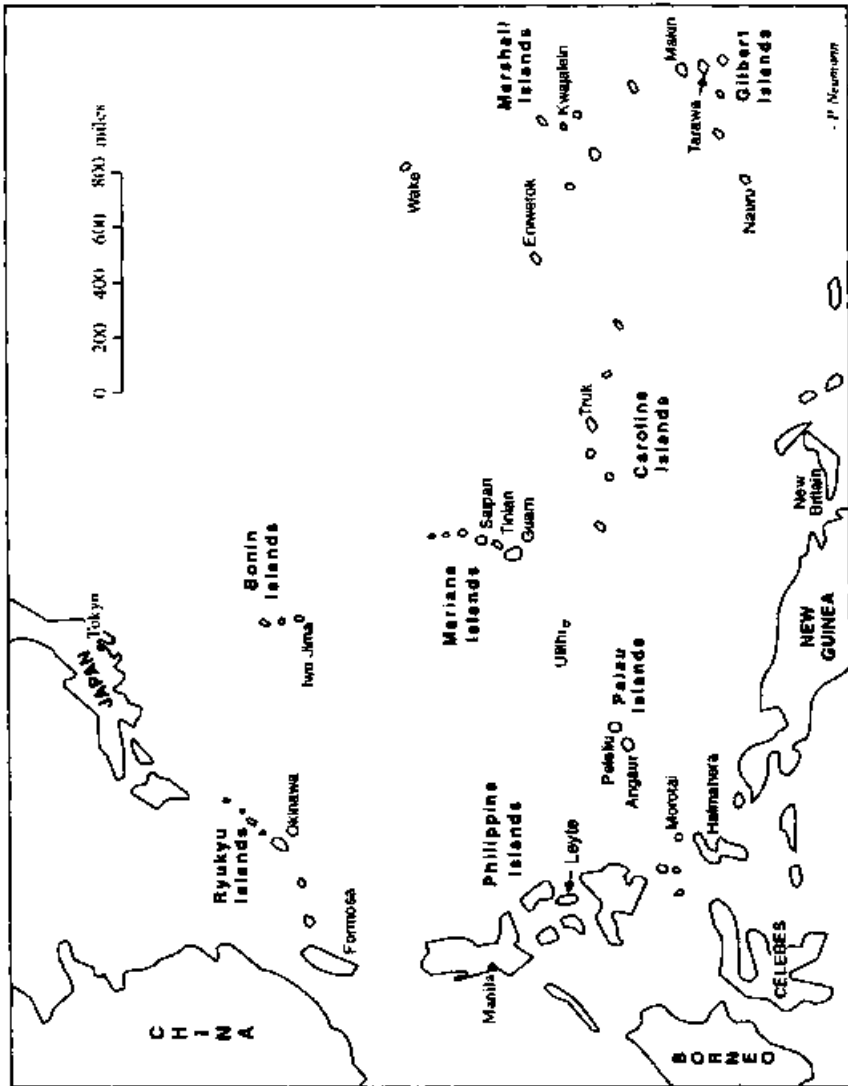 CHINA
JAPAN
Tokyo
0 200 400 600 800 miles
Ryukyu
Islands
Okinawa
Formosa
Bonin
Islands
Iwo Jima
Wake
Mariana
Islands
Saipan
Tinian
Guam
Philippine
Islands
Manila
Leyte
Ulithi
Marshall
Islands
Eniwetok
Kwajalein
Peleliu
Angaur
Palau
Islands
Truk
Caroline
Islands
Morotai
Halmahera
Makin
Tarawa
Gilbert
Islands
Nauru
BORNEO
CELEBES
NEW
GUINEA
New
Britain
- P. Neumann